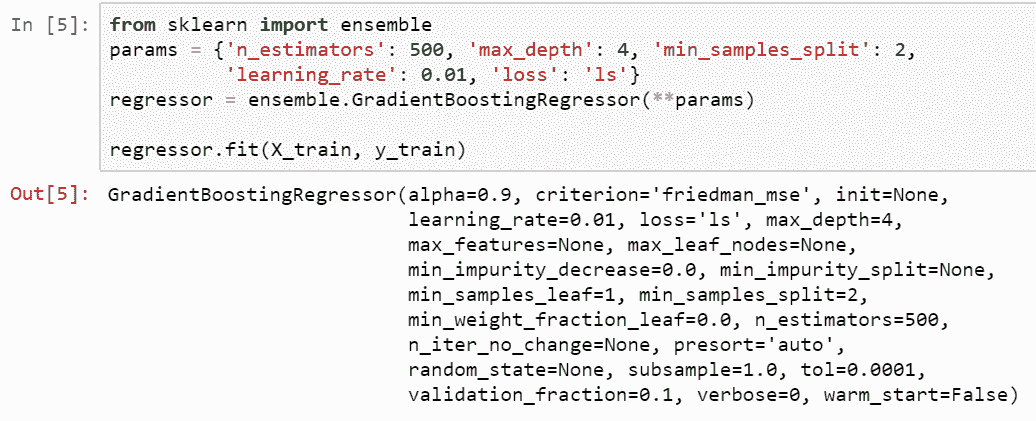 In [5]: from sklearn import ensemble
params = {'n_estimators': 500, 'max_depth': 4, 'min_samples_split': 2,
'learning_rate': 0.01, 'loss': 'ls'}
regressor = ensemble.GradientBoostingRegressor(**params)
regressor.fit(X_train, y_train)
Out[5]: GradientBoostingRegressor(alpha=0.9, criterion='friedman_mse', init=None,
learning_rate=0.01, loss='ls', max_depth=4,
max_features=None, max_leaf_nodes=None,
min_impurity_decrease=0.0, min_impurity_split=None,
min_samples_leaf=1, min_samples_split=2,
min_weight_fraction_leaf=0.0, n_estimators=500,
n_iter_no_change=None, presort='auto',
random_state=None, subsample=1.0, tol=0.0001,
validation_fraction=0.1, verbose=0, warm_start=False)